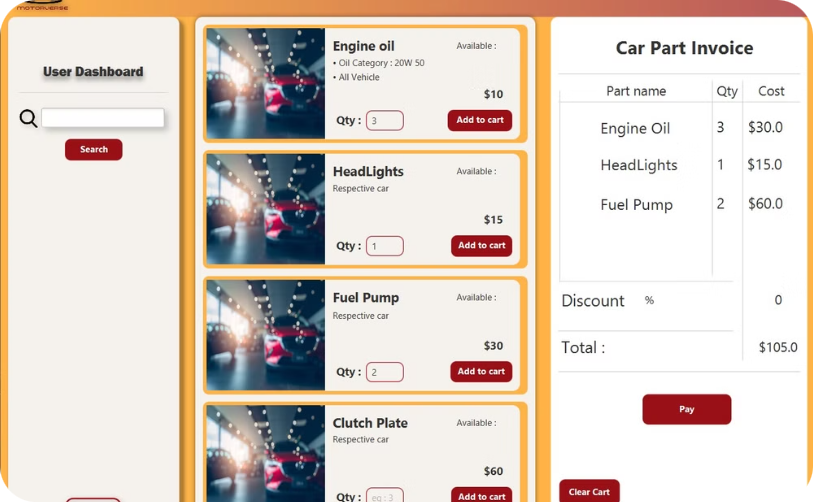 MOTORVERSE
User Dashboard
Search
Engine oil
Available :
• Oil Category : 20W 50
• All Vehicle
$10
Qty : 3
Add to cart
HeadLights
Available :
Respective car
$15
Qty : 1
Add to cart
Fuel Pump
Available :
Respective car
$30
Qty : 2
Add to cart
Clutch Plate
Available :
Respective car
$60
Qty : eg : 3
Add to cart
Car Part Invoice
Part name Qty Cost
Engine Oil 3 $30.0
HeadLights 1 $15.0
Fuel Pump 2 $60.0
Discount % 0
Total : $105.0
Pay
Clear Cart